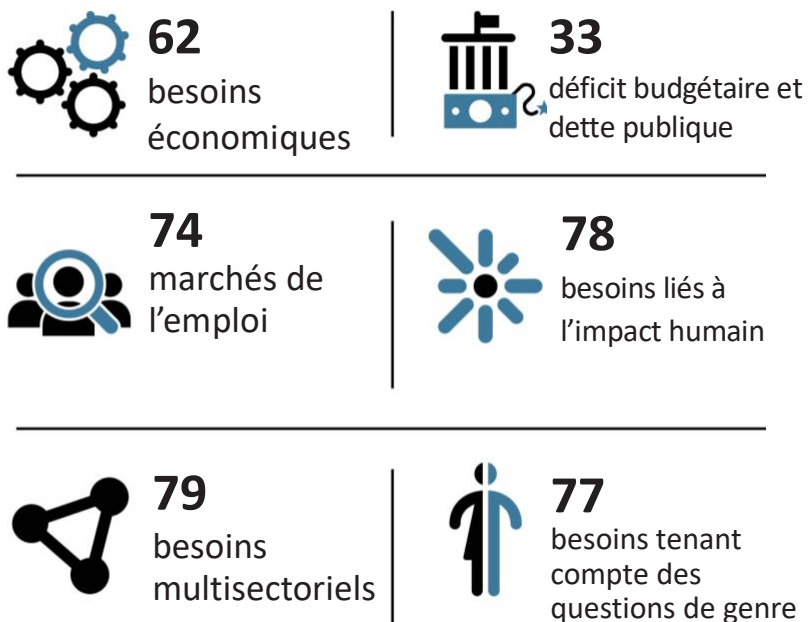 62
besoins
économiques
33
déficit budgétaire et
dette publique
74
marchés de
l’emploi
78
besoins liés à
l’impact humain
79
besoins
multisectoriels
77
besoins tenant
compte des
questions de genre